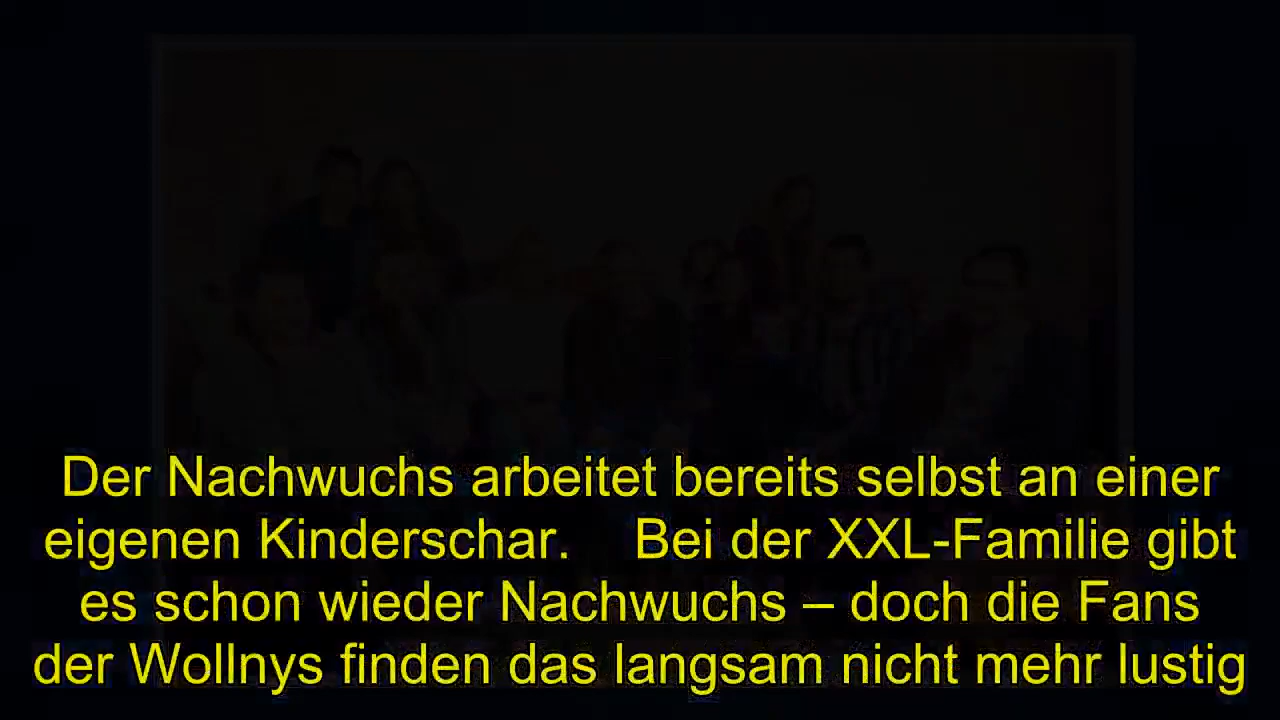 Der Nachwuchs arbeitet bereits selbst an einer
eigenen Kinderschar. Bei der XXL-Familie gibt
es schon wieder Nachwuchs – doch die Fans
der Wollnys finden das langsam nicht mehr lustig